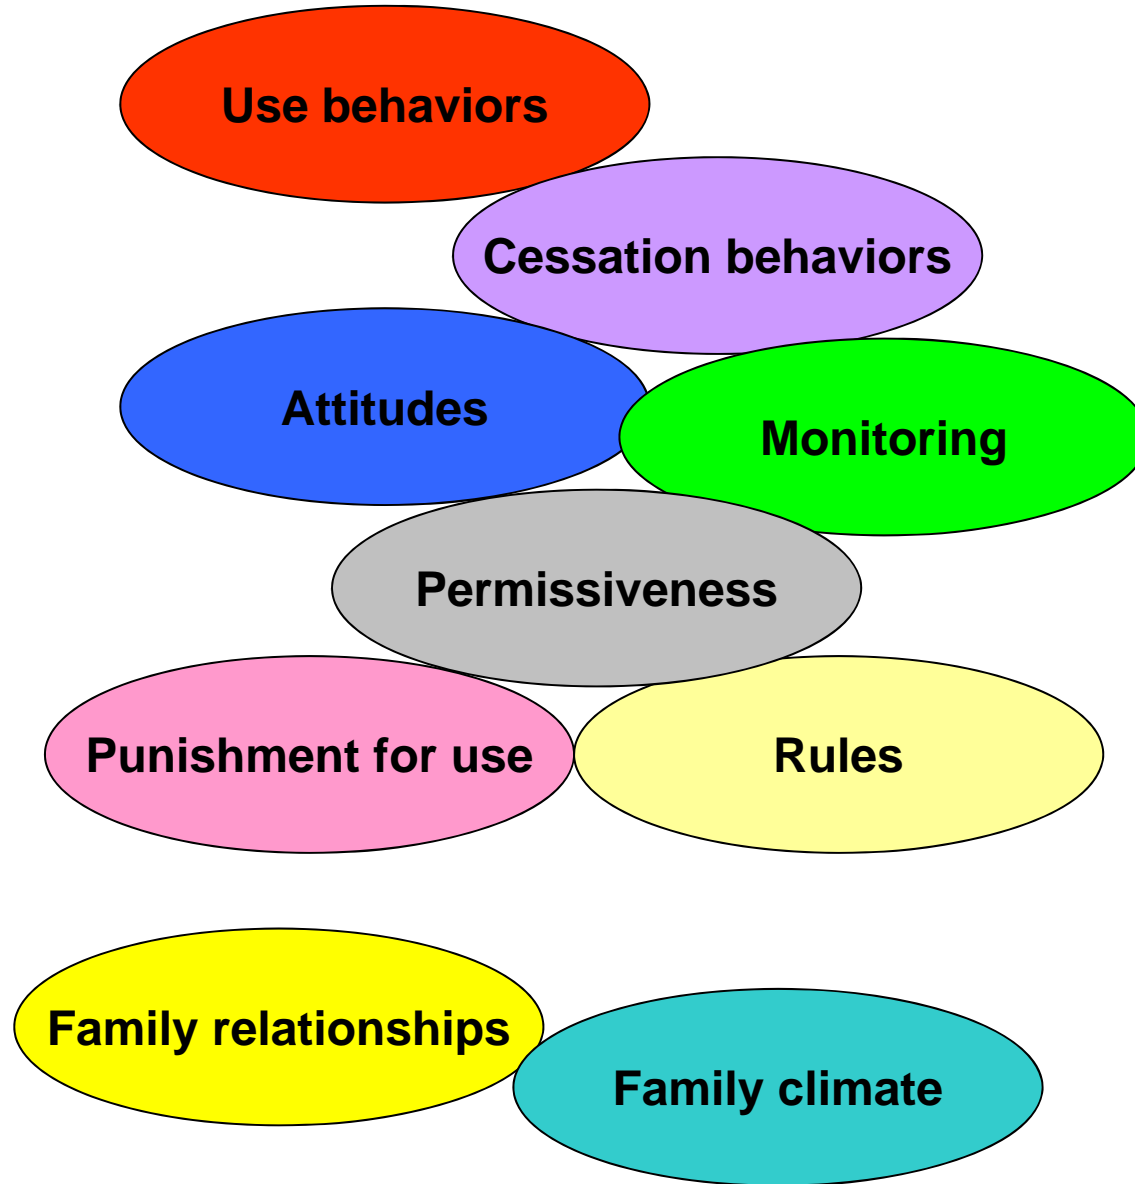 Use behaviors
Cessation behaviors
Attitudes
Monitoring
Permissiveness
Punishment for use
Rules
Family relationships
Family climate